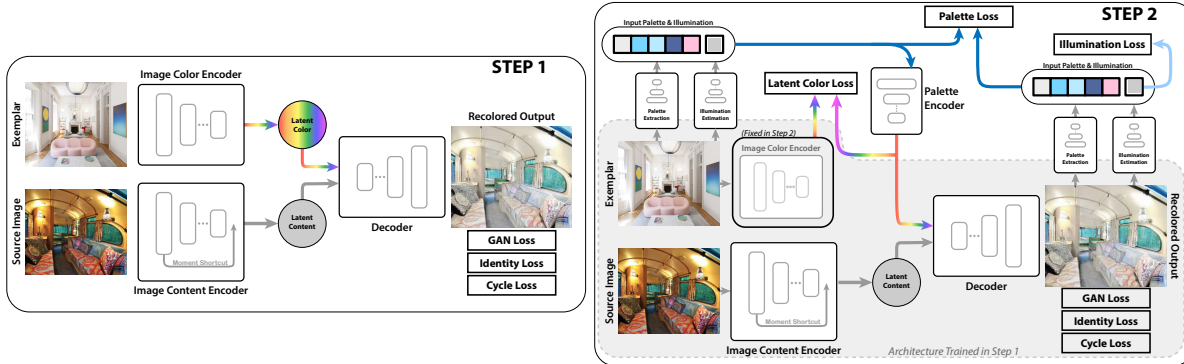 STEP 1
Image Color Encoder
Exemplar
Latent
Color
Recolored Output
Source Image
Latent
Content
Decoder
Moment Shortcut
Image Content Encoder
GAN Loss
Identity Loss
Cycle Loss
STEP 2
Input Palette & Illumination
Palette Loss
Illumination Loss
Input Palette & Illumination
Latent Color Loss
Palette
Encoder
Palette
Extraction
Illumination
Estimation
Palette
Extraction
Illumination
Estimation
(Fixed in Step 2)
Image Color Encoder
Exemplar
Source Image
Latent
Content
Decoder
Recolored Output
Moment Shortcut
Image Content Encoder
GAN Loss
Identity Loss
Cycle Loss
Architecture Trained in Step 1